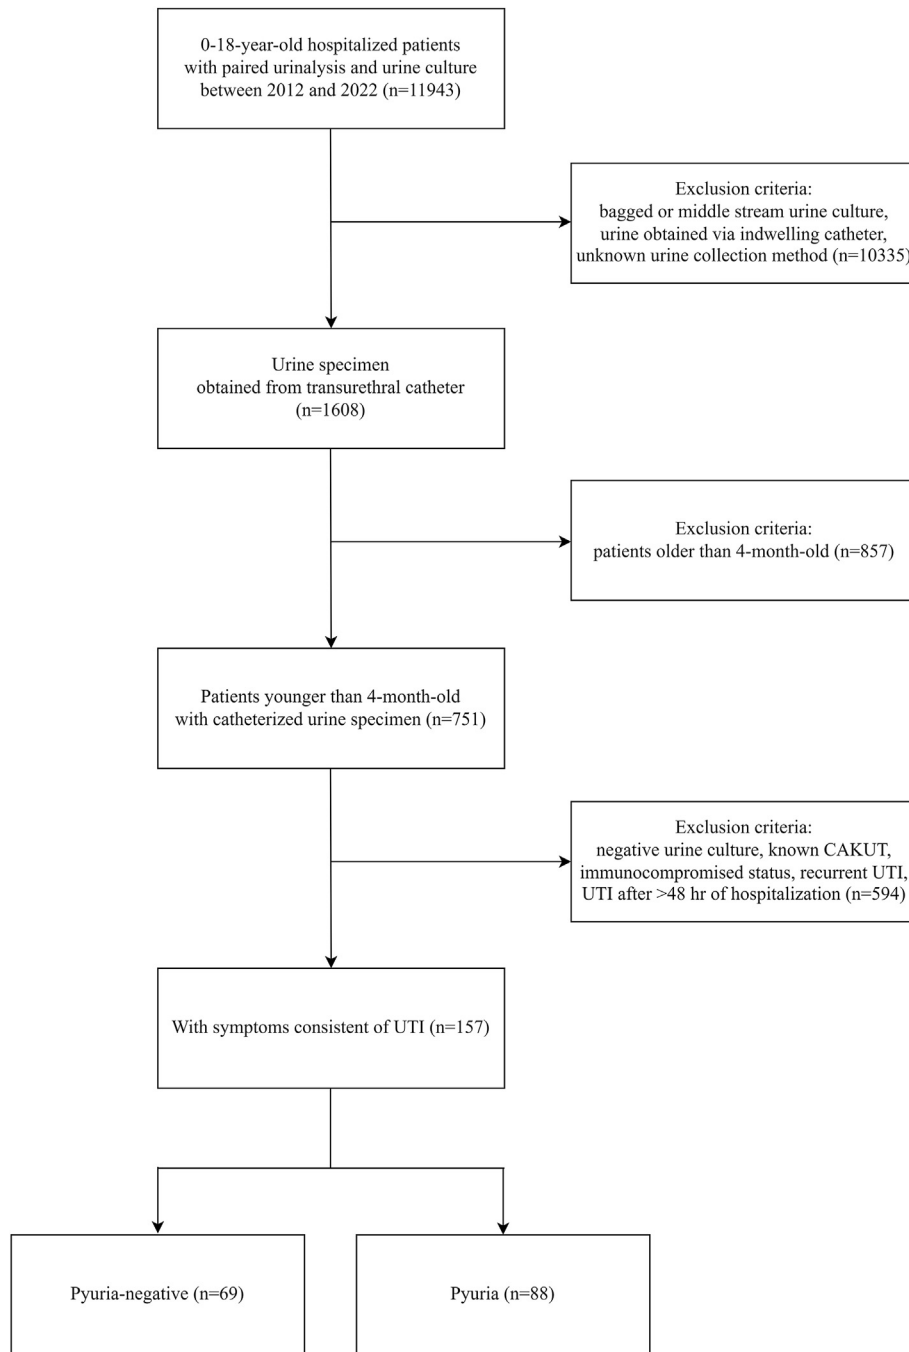 0-18-year-old hospitalized patients
with paired urinalysis and urine culture
between 2012 and 2022 (n=11943)
Exclusion criteria:
bagged or middle stream urine culture,
urine obtained via indwelling catheter,
unknown urine collection method (n=10335)
Urine specimen
obtained from transurethral catheter
(n=1608)
Exclusion criteria:
patients older than 4-month-old (n=857)
Patients younger than 4-month-old
with catheterized urine specimen (n=751)
Exclusion criteria:
negative urine culture, known CAKUT,
immunocompromised status, recurrent UTI,
UTI after >48 hr of hospitalization (n=594)
With symptoms consistent of UTI (n=157)
Pyuria-negative (n=69)
Pyuria (n=88)